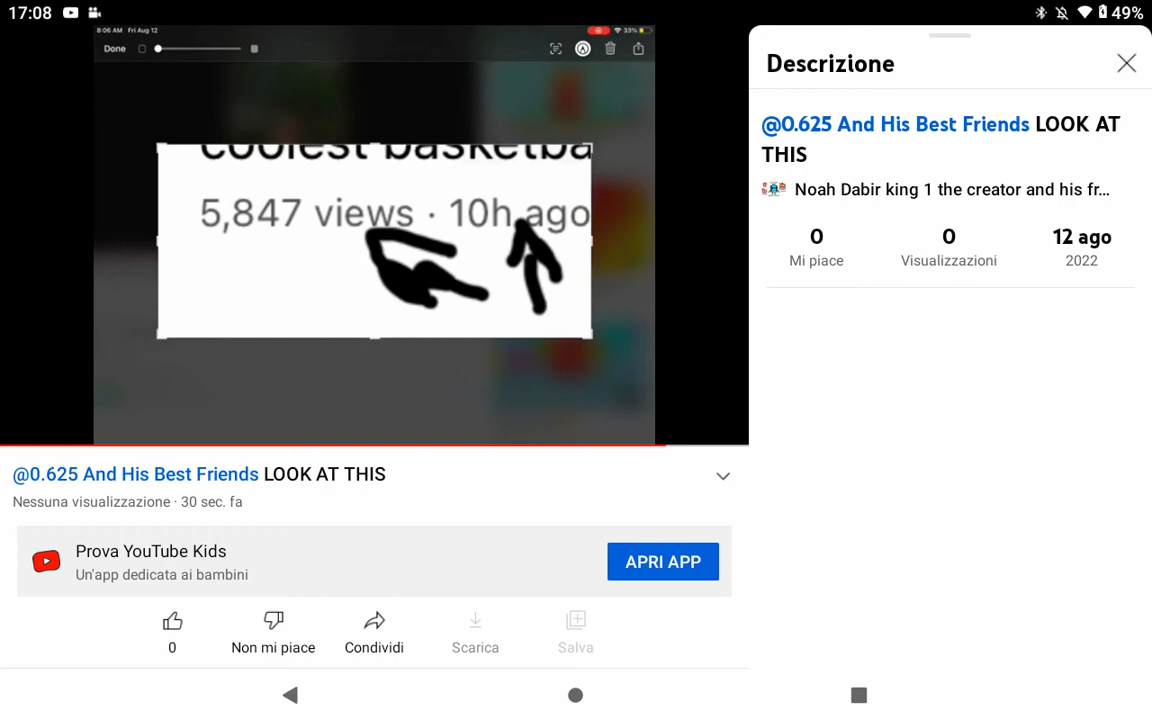 17:08
49%
8:06 AM Fri Aug 12
33%
Done
coolest basketba
5,847 views · 10h ago
@0.625 And His Best Friends LOOK AT THIS
Nessuna visualizzazione · 30 sec. fa
Prova YouTube Kids
Un'app dedicata ai bambini
APRI APP
0
Non mi piace
Condividi
Scarica
Salva
Descrizione
@0.625 And His Best Friends LOOK AT
THIS
Noah Dabir king 1 the creator and his fr...
0
Mi piace
0
Visualizzazioni
12 ago
2022